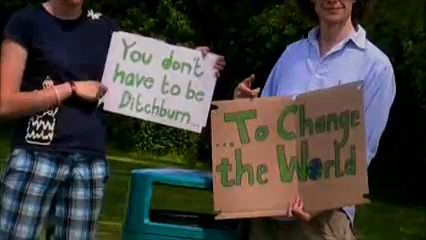 You don't
have to be
Ditchburn...
...To Change
the World